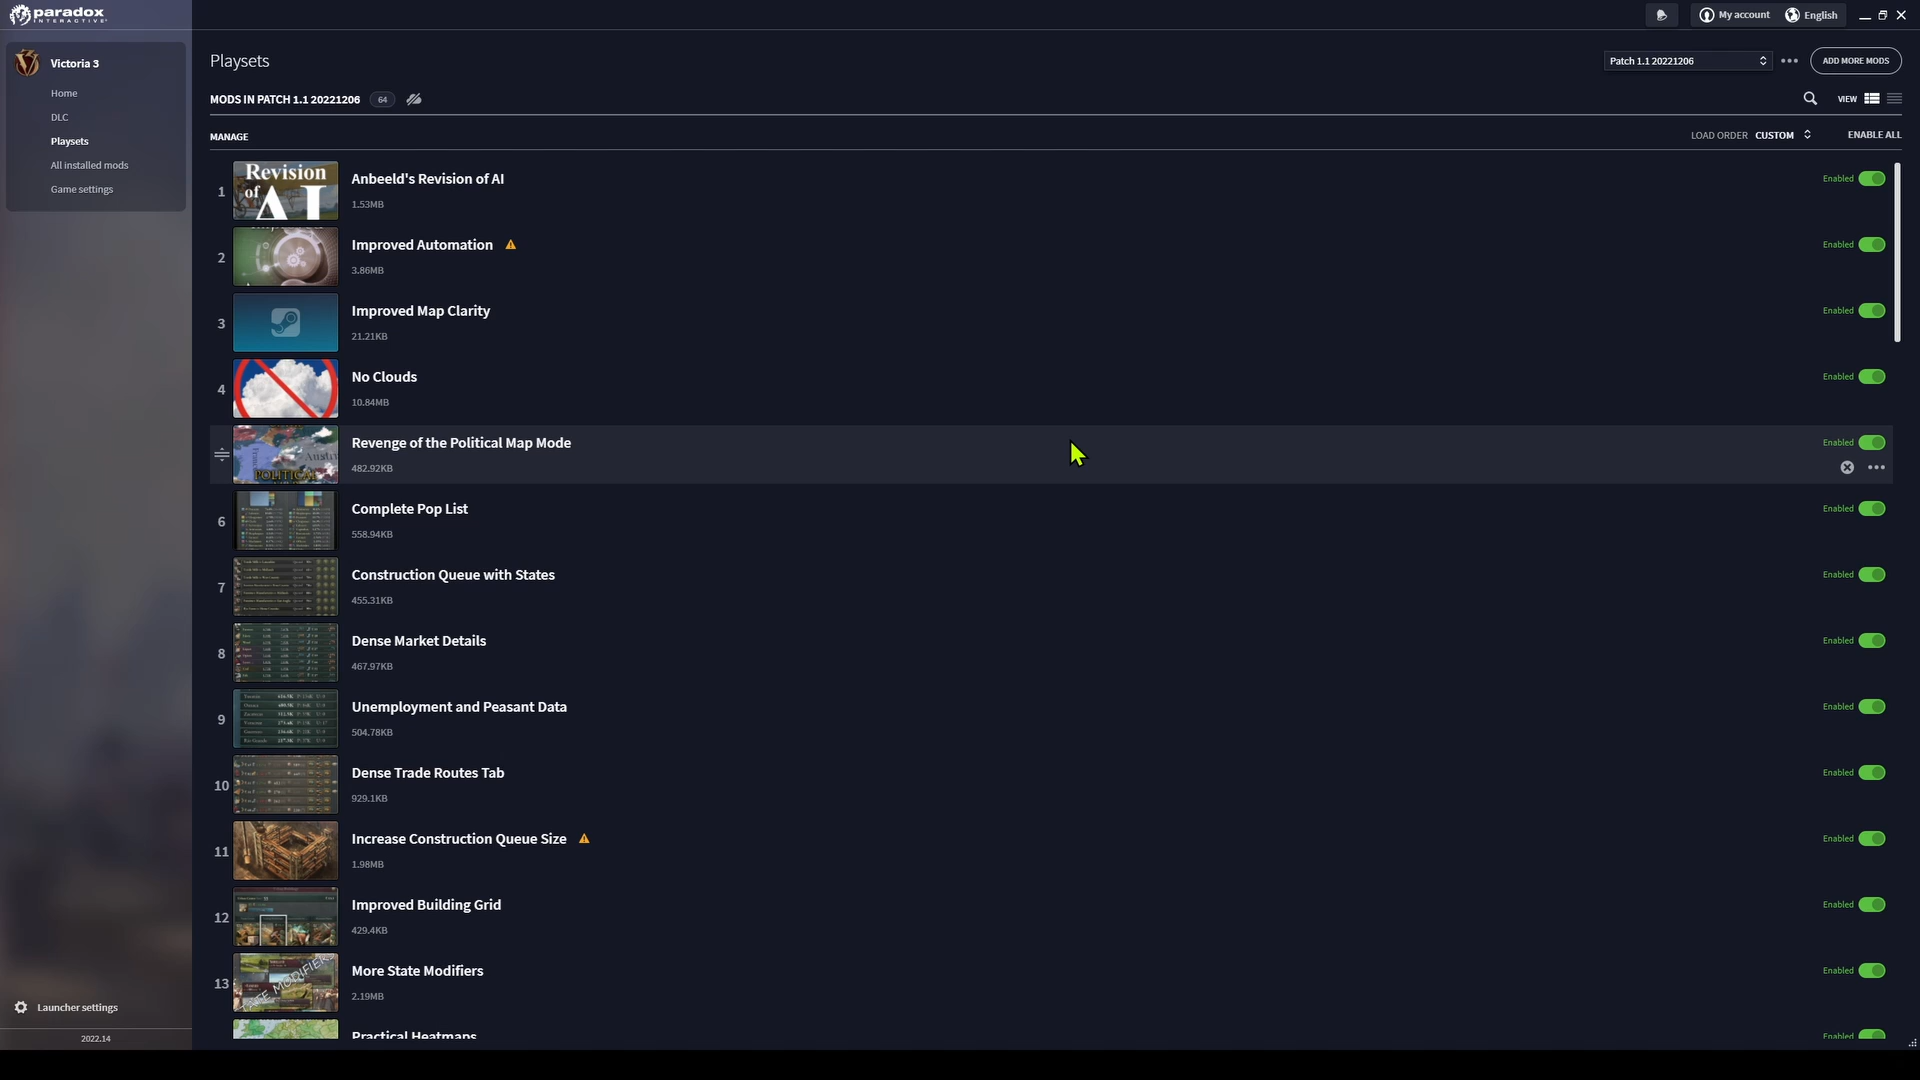 paradox
INTERACTIVE
My account
English
Victoria 3
Home
DLC
Playsets
All installed mods
Game settings
Playsets
Patch 1.1 20221206
ADD MORE MODS
MODS IN PATCH 1.1 20221206
64
VIEW
MANAGE
LOAD ORDER CUSTOM
ENABLE ALL
1
Revision
of
AI
Anbeeld's Revision of AI
1.53MB
Enabled
2
Improved Automation
3.86MB
Enabled
3
Improved Map Clarity
21.21KB
Enabled
4
No Clouds
10.84MB
Enabled
POLITICAL
Revenge of the Political Map Mode
482.92KB
Enabled
6
Complete Pop List
558.94KB
Enabled
7
Construction Queue with States
455.31KB
Enabled
8
Dense Market Details
467.97KB
Enabled
9
Unemployment and Peasant Data
504.78KB
Enabled
10
Dense Trade Routes Tab
929.1KB
Enabled
11
Increase Construction Queue Size
1.98MB
Enabled
12
Improved Building Grid
429.4KB
Enabled
13
More State Modifiers
2.19MB
Enabled
Practical Heatmaps
Enabled
Launcher settings
2022.14